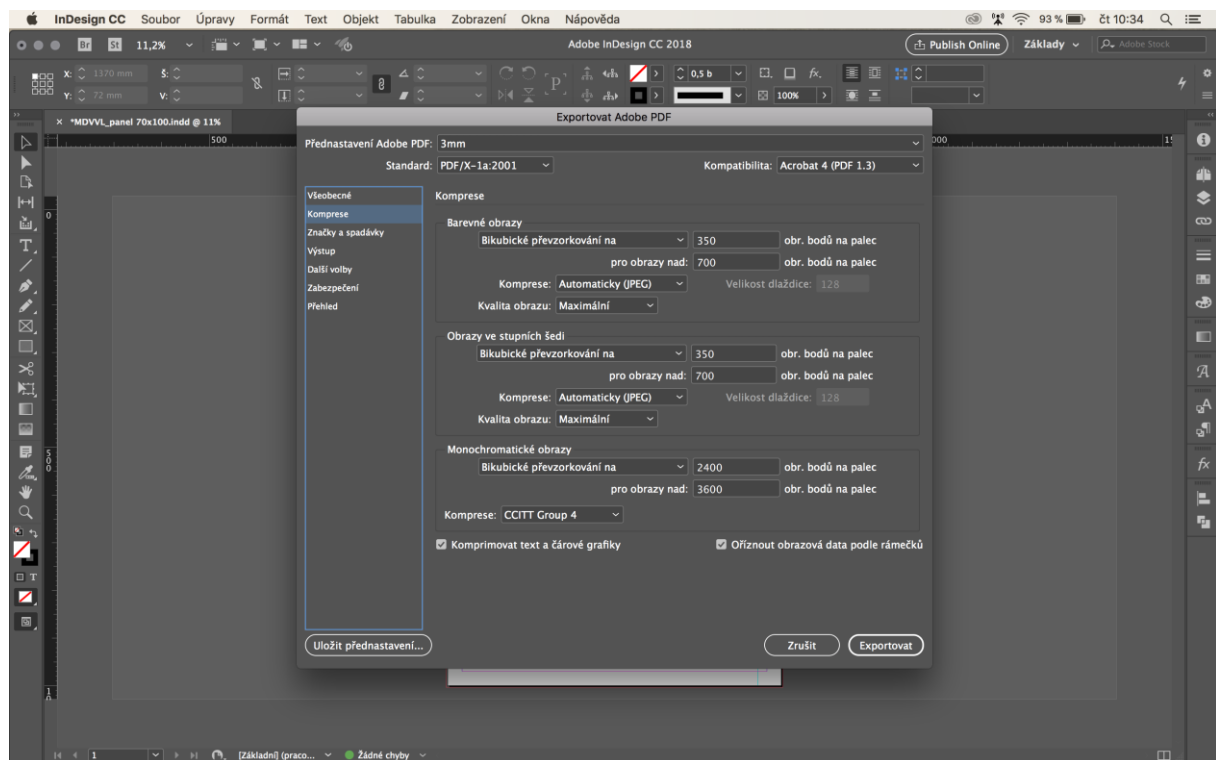 InDesign CC Soubor Úpravy Formát Text Objekt Tabulka Zobrazení Okna Nápověda 93 % čt 10:34
Br St 11,2% Adobe InDesign CC 2018 Publish Online Základy Adobe Stock
X: 1370 mm Š: 0,5 b fx.
Y: 72 mm V: 100%
× *MDVVL_panel 70x100.indd @ 11%
Exportovat Adobe PDF
Přednastavení Adobe PDF: 3mm
Standard: PDF/X-1a:2001 Kompatibilita: Acrobat 4 (PDF 1.3)
Všeobecné
Komprese
Značky a spadávky
Výstup
Další volby
Zabezpečení
Přehled
Komprese
Barevné obrazy
Bikubické převzorkování na 350 obr. bodů na palec
pro obrazy nad: 700 obr. bodů na palec
Komprese: Automaticky (JPEG) Velikost dlaždice: 128
Kvalita obrazu: Maximální
Obrazy ve stupních šedi
Bikubické převzorkování na 350 obr. bodů na palec
pro obrazy nad: 700 obr. bodů na palec
Komprese: Automaticky (JPEG) Velikost dlaždice: 128
Kvalita obrazu: Maximální
Monochromatické obrazy
Bikubické převzorkování na 2400 obr. bodů na palec
pro obrazy nad: 3600 obr. bodů na palec
Komprese: CCITT Group 4
Komprimovat text a čárové grafiky Oříznout obrazová data podle rámečků
Uložit přednastavení... Zrušit Exportovat
1 [Základní] (praco... Žádné chyby